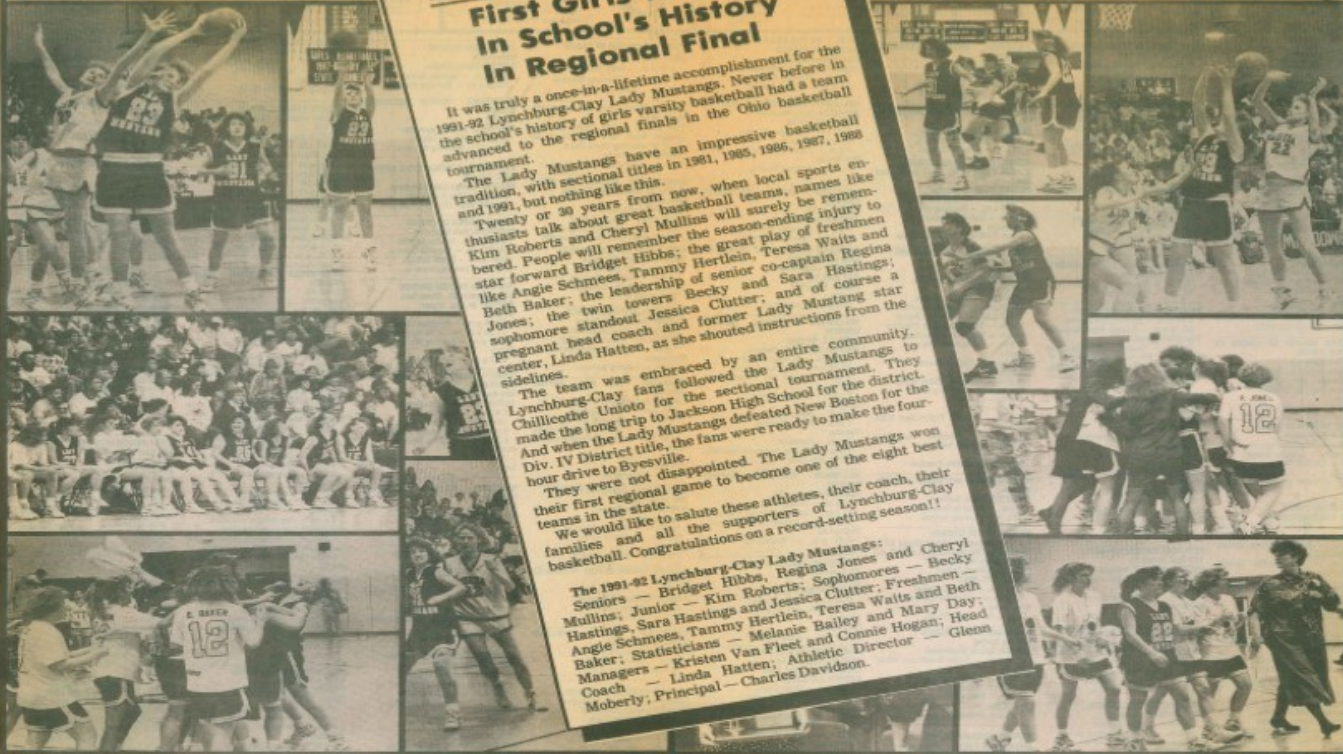 First Girls
In School's History
In Regional Final
It was truly a once-in-a-lifetime accomplishment for the
1991-92 Lynchburg-Clay Lady Mustangs. Never before in
the school's history of girls varsity basketball had a team
advanced to the regional finals in the Ohio basketball
tournament.
The Lady Mustangs have an impressive basketball
tradition, with sectional titles in 1981, 1985, 1986, 1987, 1988
and 1991, but nothing like this.
Twenty or 30 years from now, when local sports en-
thusiasts talk about great basketball teams, names like
Kim Roberts and Cheryl Mullins will surely be remem-
bered. People will remember the season-ending injury to
star forward Bridget Hibbs; the great play of freshmen
like Angie Schmees, Tammy Hertlein, Teresa Waits and
Beth Baker; the leadership of senior co-captain Regina
Jones; the twin towers Becky and Sara Hastings;
sophomore standout Jessica Clutter; and of course a
pregnant head coach and former Lady Mustang star
center, Linda Hatten, as she shouted instructions from the
sidelines.
The team was embraced by an entire community.
Lynchburg-Clay fans followed the Lady Mustangs to
Chillicothe Unioto for the sectional tournament. They
made the long trip to Jackson High School for the district.
And when the Lady Mustangs defeated New Boston for the
Div. IV District title, the fans were ready to make the four-
hour drive to Byesville.
They were not disappointed. The Lady Mustangs won
their first regional game to become one of the eight best
teams in the state.
We would like to salute these athletes, their coach, their
families and all the supporters of Lynchburg-Clay
basketball. Congratulations on a record-setting season!!
The 1991-92 Lynchburg-Clay Lady Mustangs:
Seniors — Bridget Hibbs, Regina Jones and Cheryl
Mullins; Junior — Kim Roberts; Sophomores — Becky
Hastings, Sara Hastings and Jessica Clutter; Freshmen —
Angie Schmees, Tammy Hertlein, Teresa Waits and Beth
Baker; Statisticians — Melanie Bailey and Mary Day;
Managers — Kristen Van Fleet and Connie Hogan; Head
Coach — Linda Hatten; Athletic Director — Glenn
Moberly; Principal — Charles Davidson.
23
MUSTANG
LADY
31
MUSTANG
23
MUSTANG
23
22
R. JONES
12
B. BAKER
12
22